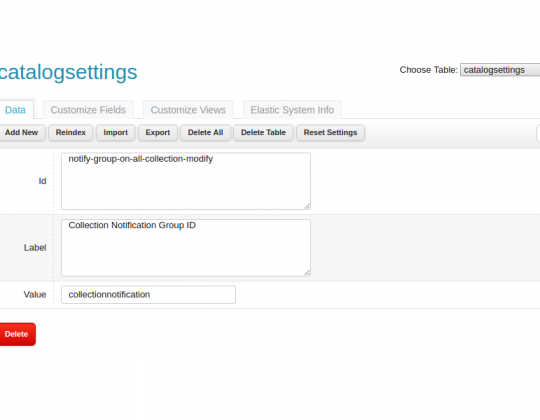 catalogsettings
Choose Table: catalogsettings
Data Customize Fields Customize Views Elastic System Info
Add New Reindex Import Export Delete All Delete Table Reset Settings
Id notify-group-on-all-collection-modify
Label Collection Notification Group ID
Value collectionnotification
Delete